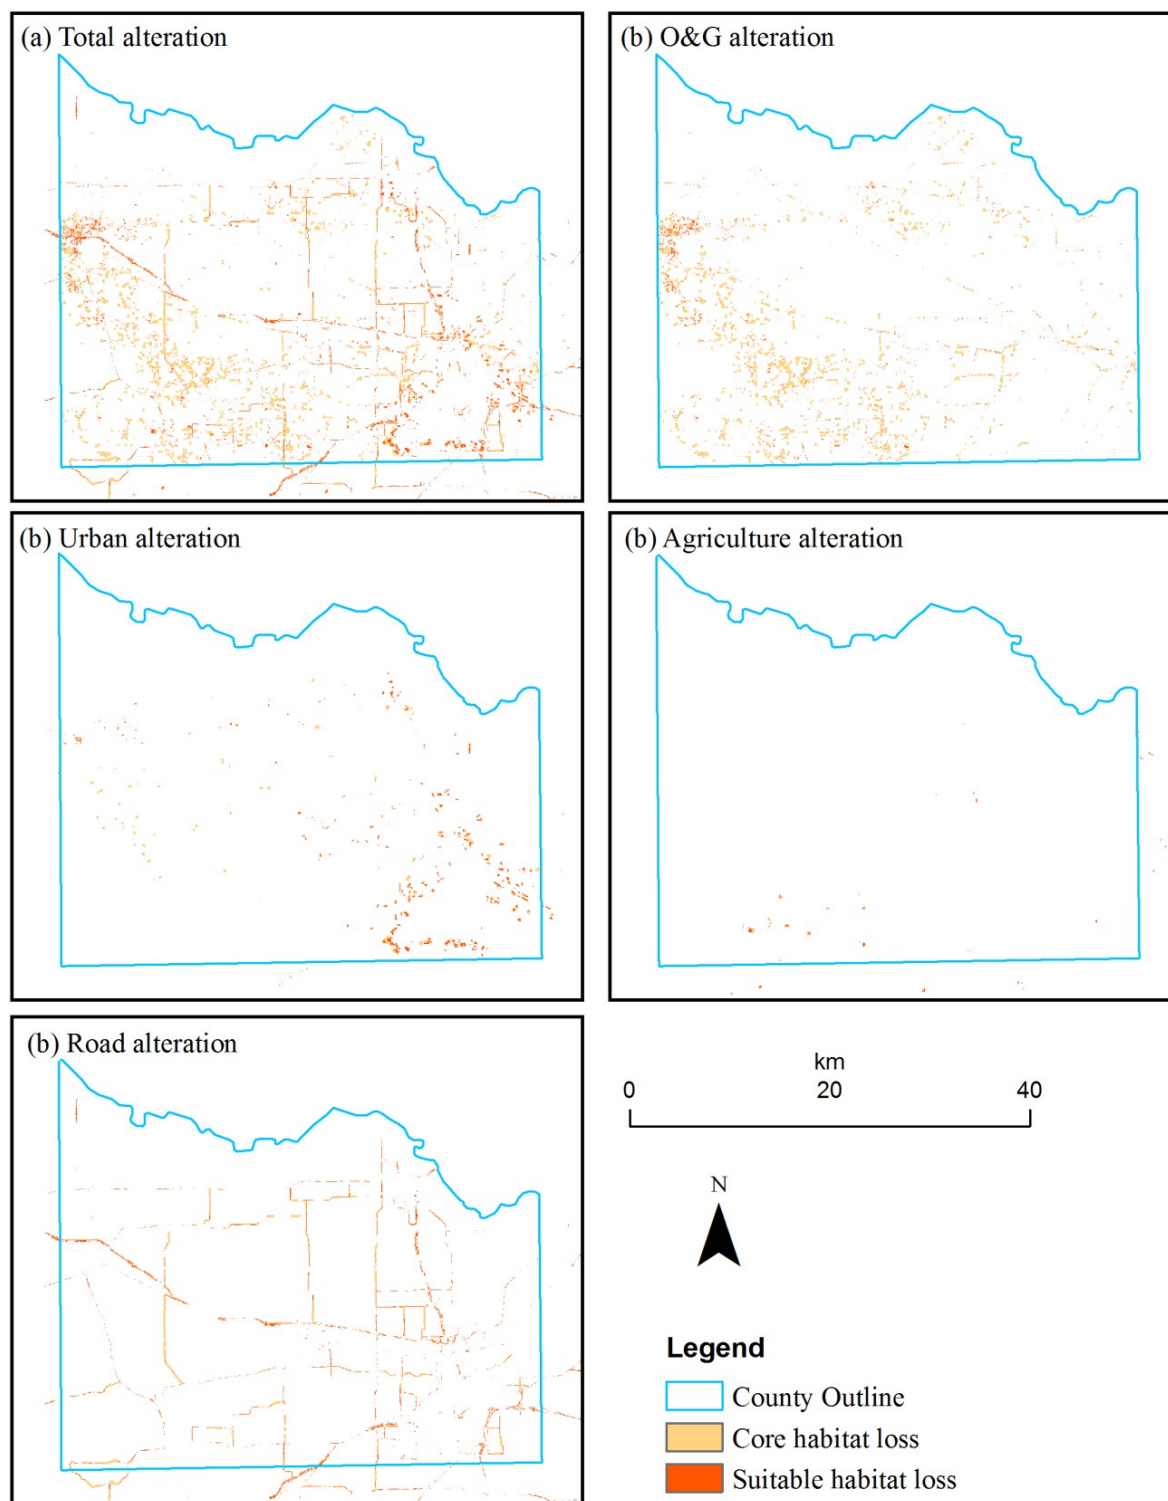 (a) Total alteration
(b) O&G alteration
(b) Urban alteration
(b) Agriculture alteration
(b) Road alteration
km
0 20 40
N
Legend
County Outline
Core habitat loss
Suitable habitat loss